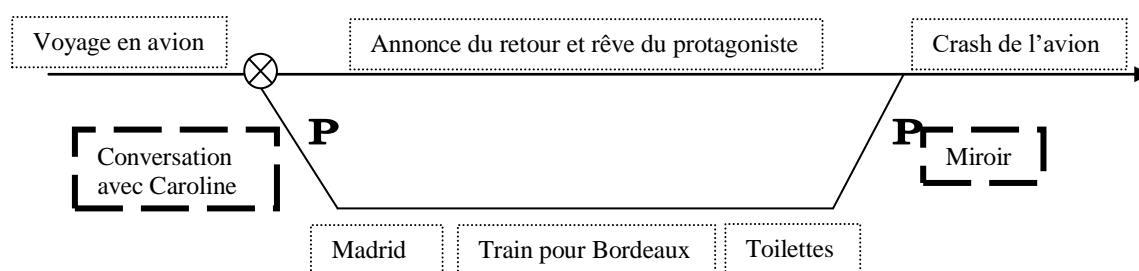 Voyage en avion
Annonce du retour et rêve du protagoniste
Crash de l’avion
P
P
Conversation
avec Caroline
Miroir
Madrid
Train pour Bordeaux
Toilettes